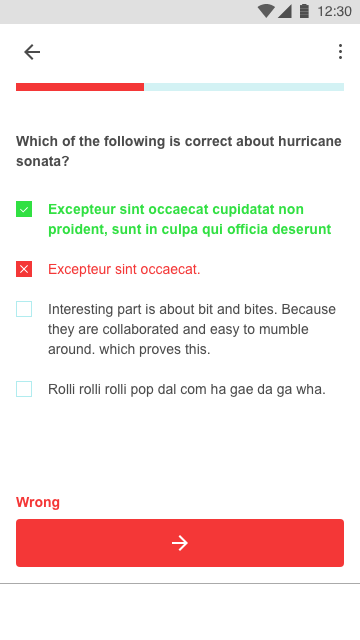 12:30
Which of the following is correct about hurricane
sonata?
Excepteur sint occaecat cupidatat non
proident, sunt in culpa qui officia deserunt
Excepteur sint occaecat.
Interesting part is about bit and bites. Because
they are collaborated and easy to mumble
around. which proves this.
Rolli rolli rolli pop dal com ha gae da ga wha.
Wrong